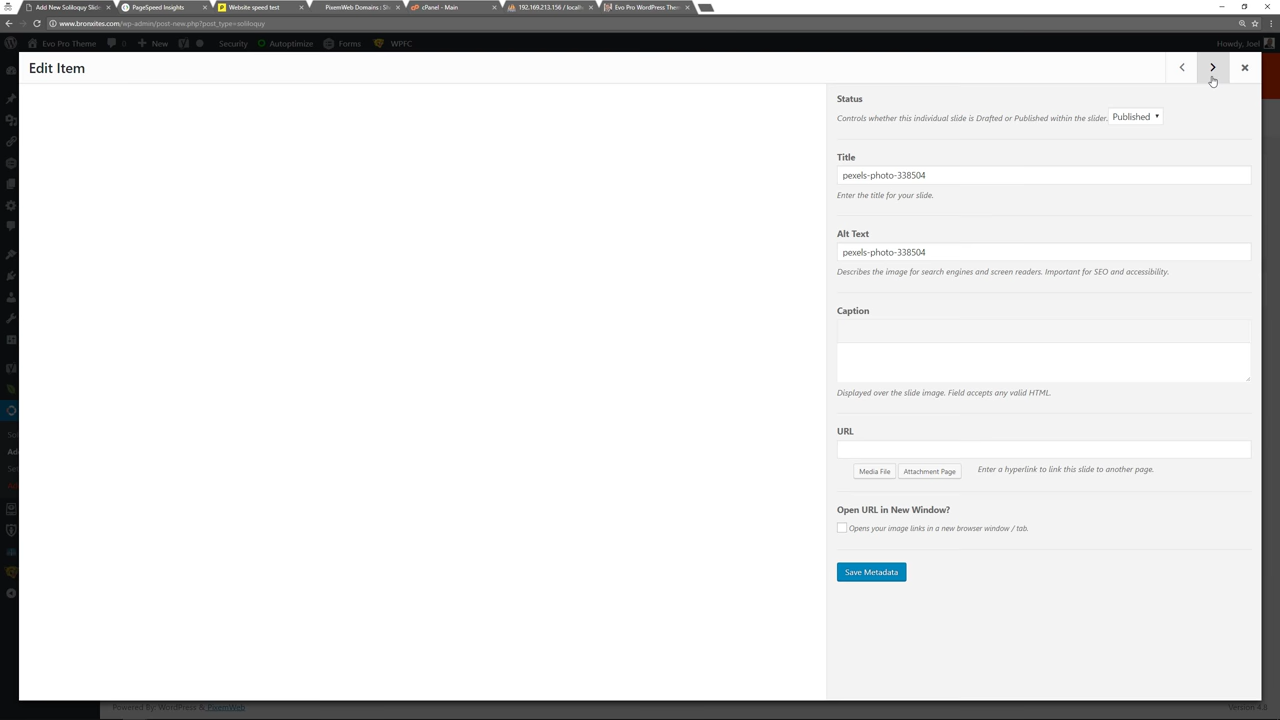 Add New Soliloquy Slide
PageSpeed Insights
Website speed test
PixemWeb Domains : Sli
cPanel - Main
192.169.213.156 / localh
Evo Pro WordPress Them
www.bronxites.com/wp-admin/post-new.php?post_type=soliloquy
Evo Pro Theme
0
New
Security
Autoptimize
Forms
WPFC
Howdy, Joel
Edit Item
Status
Controls whether this individual slide is Drafted or Published within the slider.
Published
Title
pexels-photo-338504
Enter the title for your slide.
Alt Text
pexels-photo-338504
Describes the image for search engines and screen readers. Important for SEO and accessibility.
Caption
Displayed over the slide image. Field accepts any valid HTML.
URL
Media File
Attachment Page
Enter a hyperlink to link this slide to another page.
Open URL in New Window?
Opens your image links in a new browser window / tab.
Save Metadata
Powered By: WordPress & PixemWeb
Version 4.8